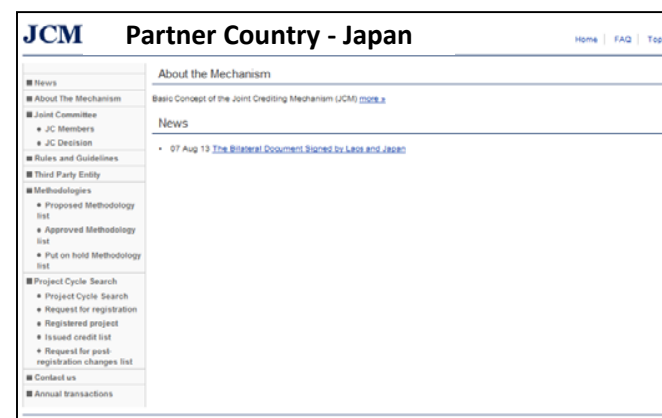 JCM Partner Country - Japan
Home | FAQ | Top
News
About The Mechanism
Joint Committee
JC Members
JC Decision
Rules and Guidelines
Third Party Entity
Methodologies
Proposed Methodology
list
Approved Methodology
list
Put on hold Methodology
list
Project Cycle Search
Project Cycle Search
Request for registration
Registered project
Issued credit list
Request for post-
registration changes list
Contact us
Annual transactions
About the Mechanism
Basic Concept of the Joint Crediting Mechanism (JCM) more »
News
• 07 Aug 13 The Bilateral Document Signed by Laos and Japan